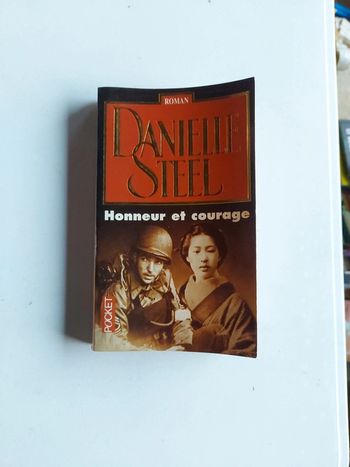 ROMAN
DANIELLE
STEEL
Honneur et courage
POCKET